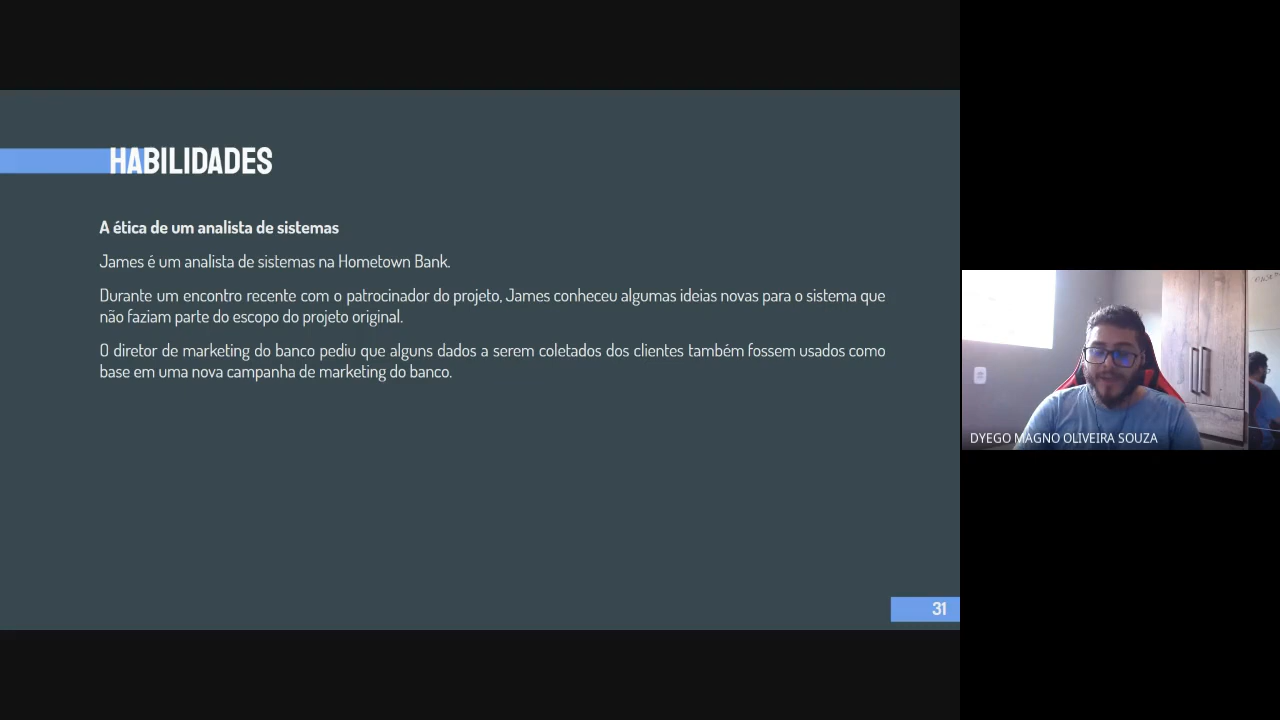 HABILIDADES
A ética de um analista de sistemas
James é um analista de sistemas na Hometown Bank.
Durante um encontro recente com o patrocinador do projeto, James conheceu algumas ideias novas para o sistema que
não faziam parte do escopo do projeto original.
O diretor de marketing do banco pediu que alguns dados a serem coletados dos clientes também fossem usados como
base em uma nova campanha de marketing do banco.
31
DYEGO MAGNO OLIVEIRA SOUZA